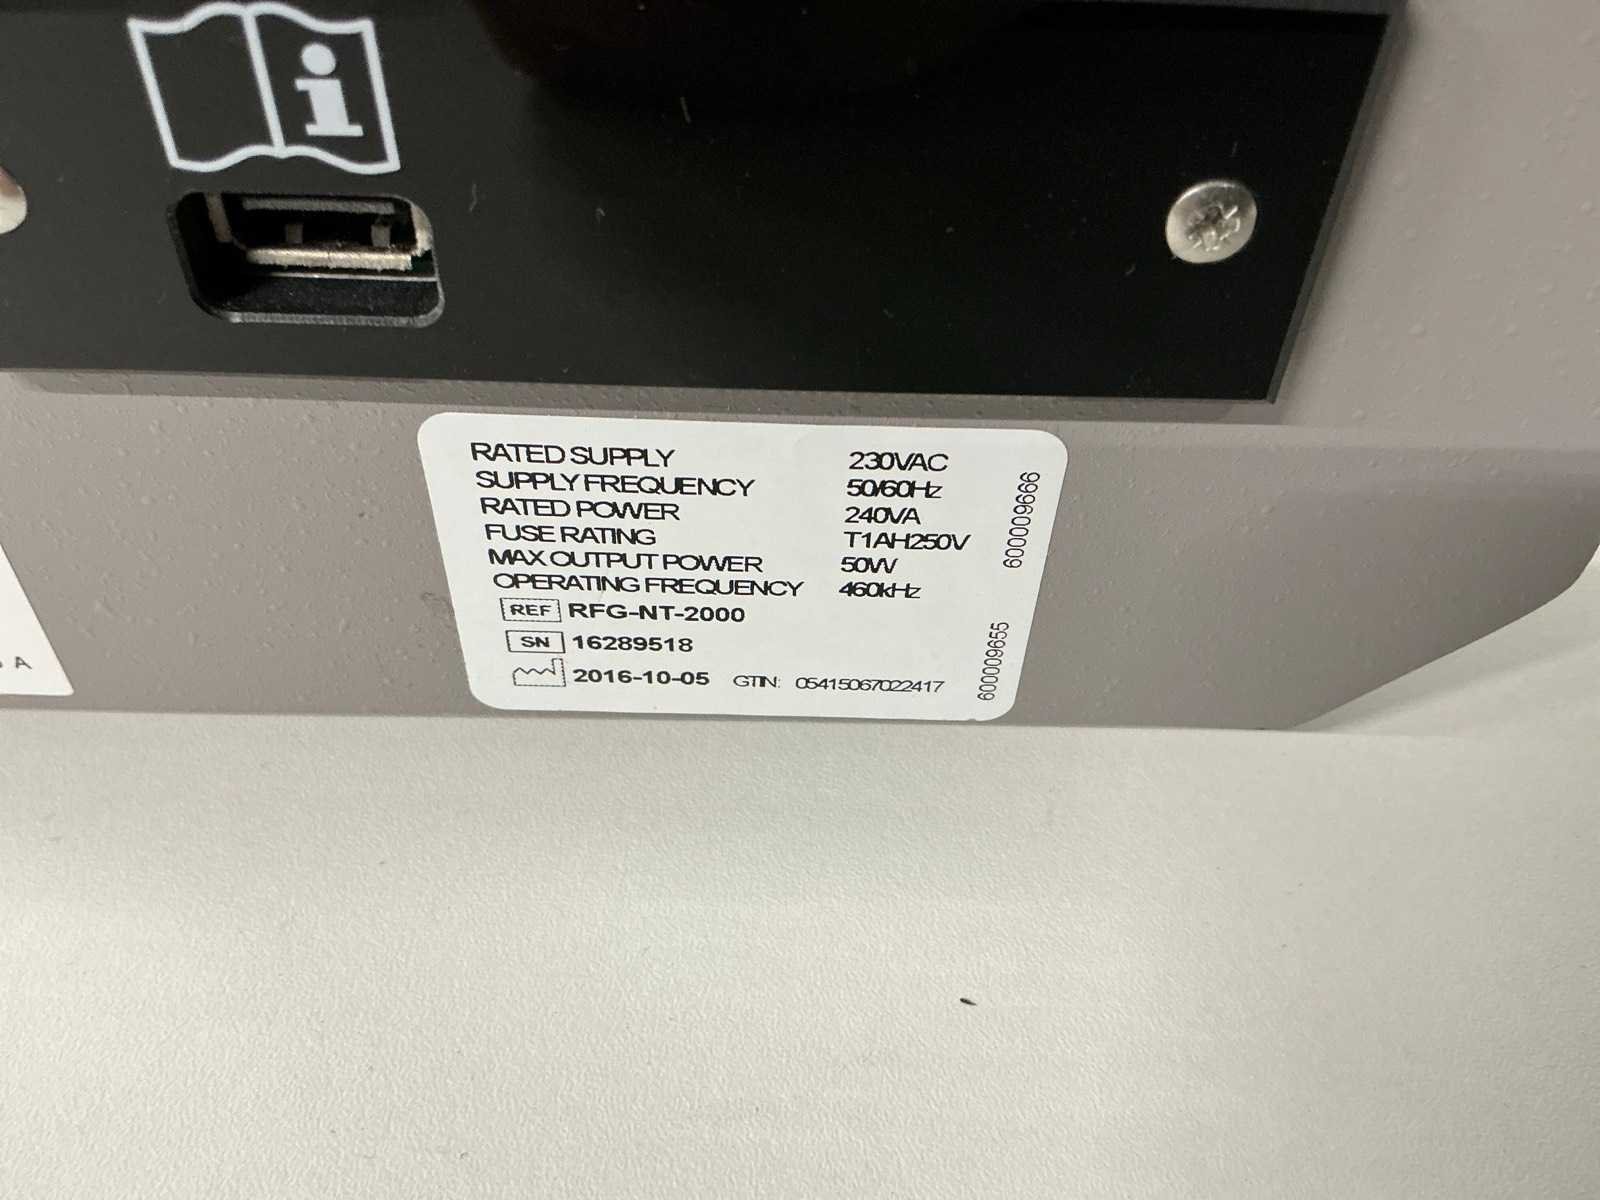 RATED SUPPLY 230VAC
SUPPLY FREQUENCY 50/60Hz
RATED POWER 240VA
FUSE RATING T1AH250V
MAX OUTPUT POWER 50W
OPERATING FREQUENCY 460kHz
REF RFG-NT-2000
SN 16289518
2016-10-05 GTIN: 05415067022417
600009666
600009655
A